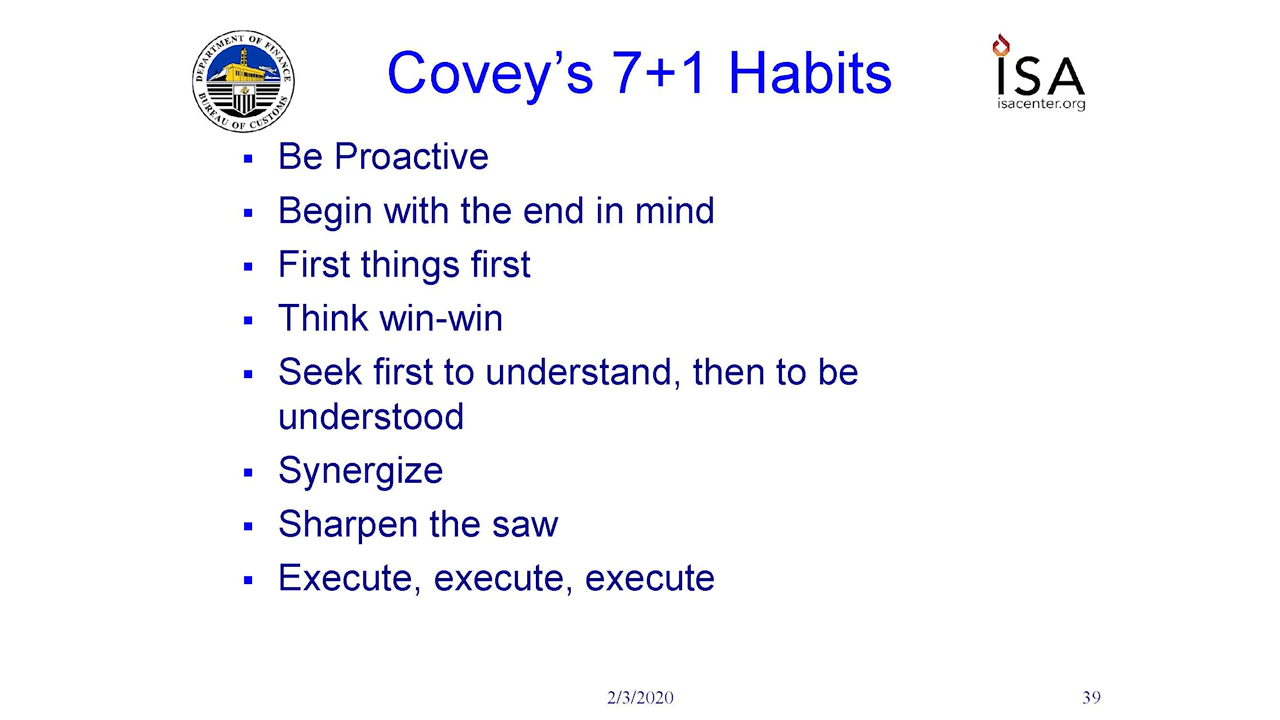 DEPARTMENT OF FINANCE
BUREAU OF CUSTOMS
Covey's 7+1 Habits
iSA
isacenter.org
▪ Be Proactive
▪ Begin with the end in mind
▪ First things first
▪ Think win-win
▪ Seek first to understand, then to be
understood
▪ Synergize
▪ Sharpen the saw
▪ Execute, execute, execute
2/3/2020
39